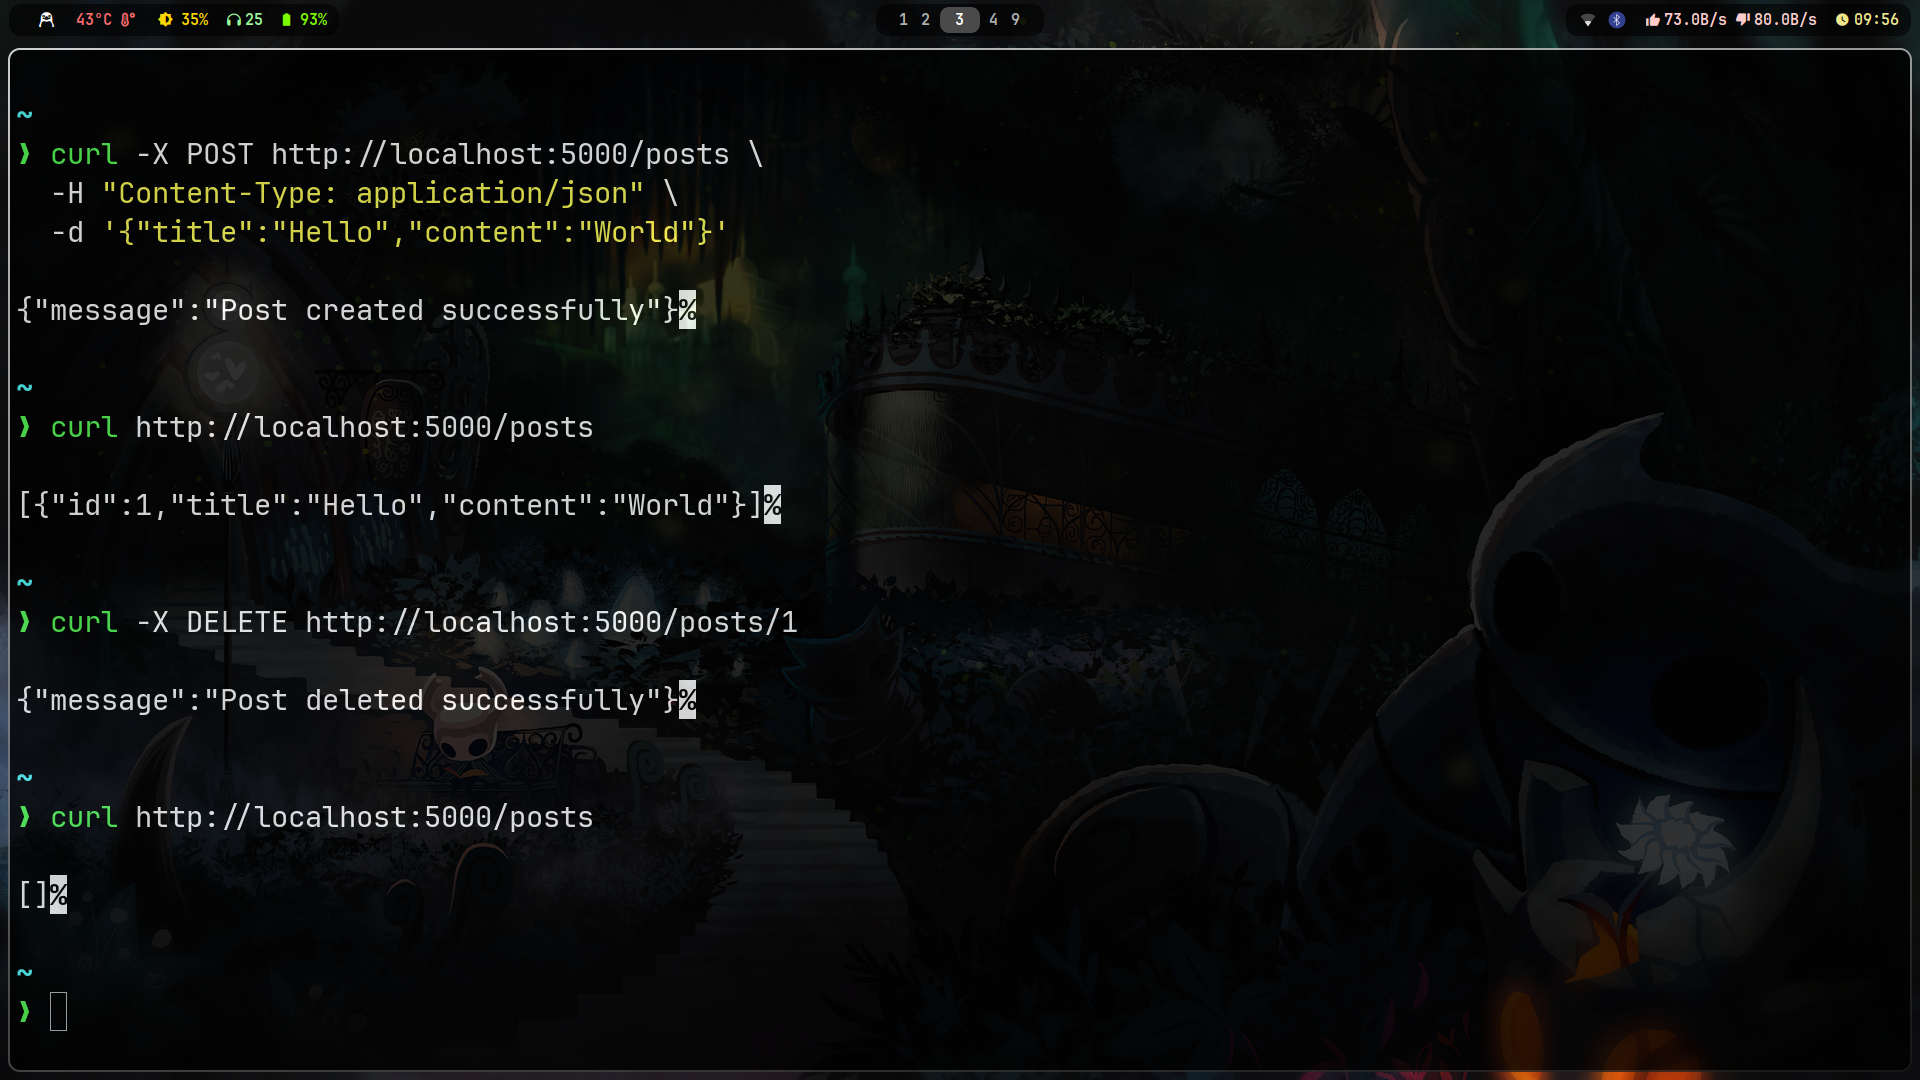 43°C 35% 25 93% 1 2 3 4 9 73.0B/s 80.0B/s 09:56
~
❯ curl -X POST http://localhost:5000/posts \
-H "Content-Type: application/json" \
-d '{"title":"Hello","content":"World"}'
{"message":"Post created successfully"}%
~
❯ curl http://localhost:5000/posts
[{"id":1,"title":"Hello","content":"World"}]%
~
❯ curl -X DELETE http://localhost:5000/posts/1
{"message":"Post deleted successfully"}%
~
❯ curl http://localhost:5000/posts
[]%
~
❯